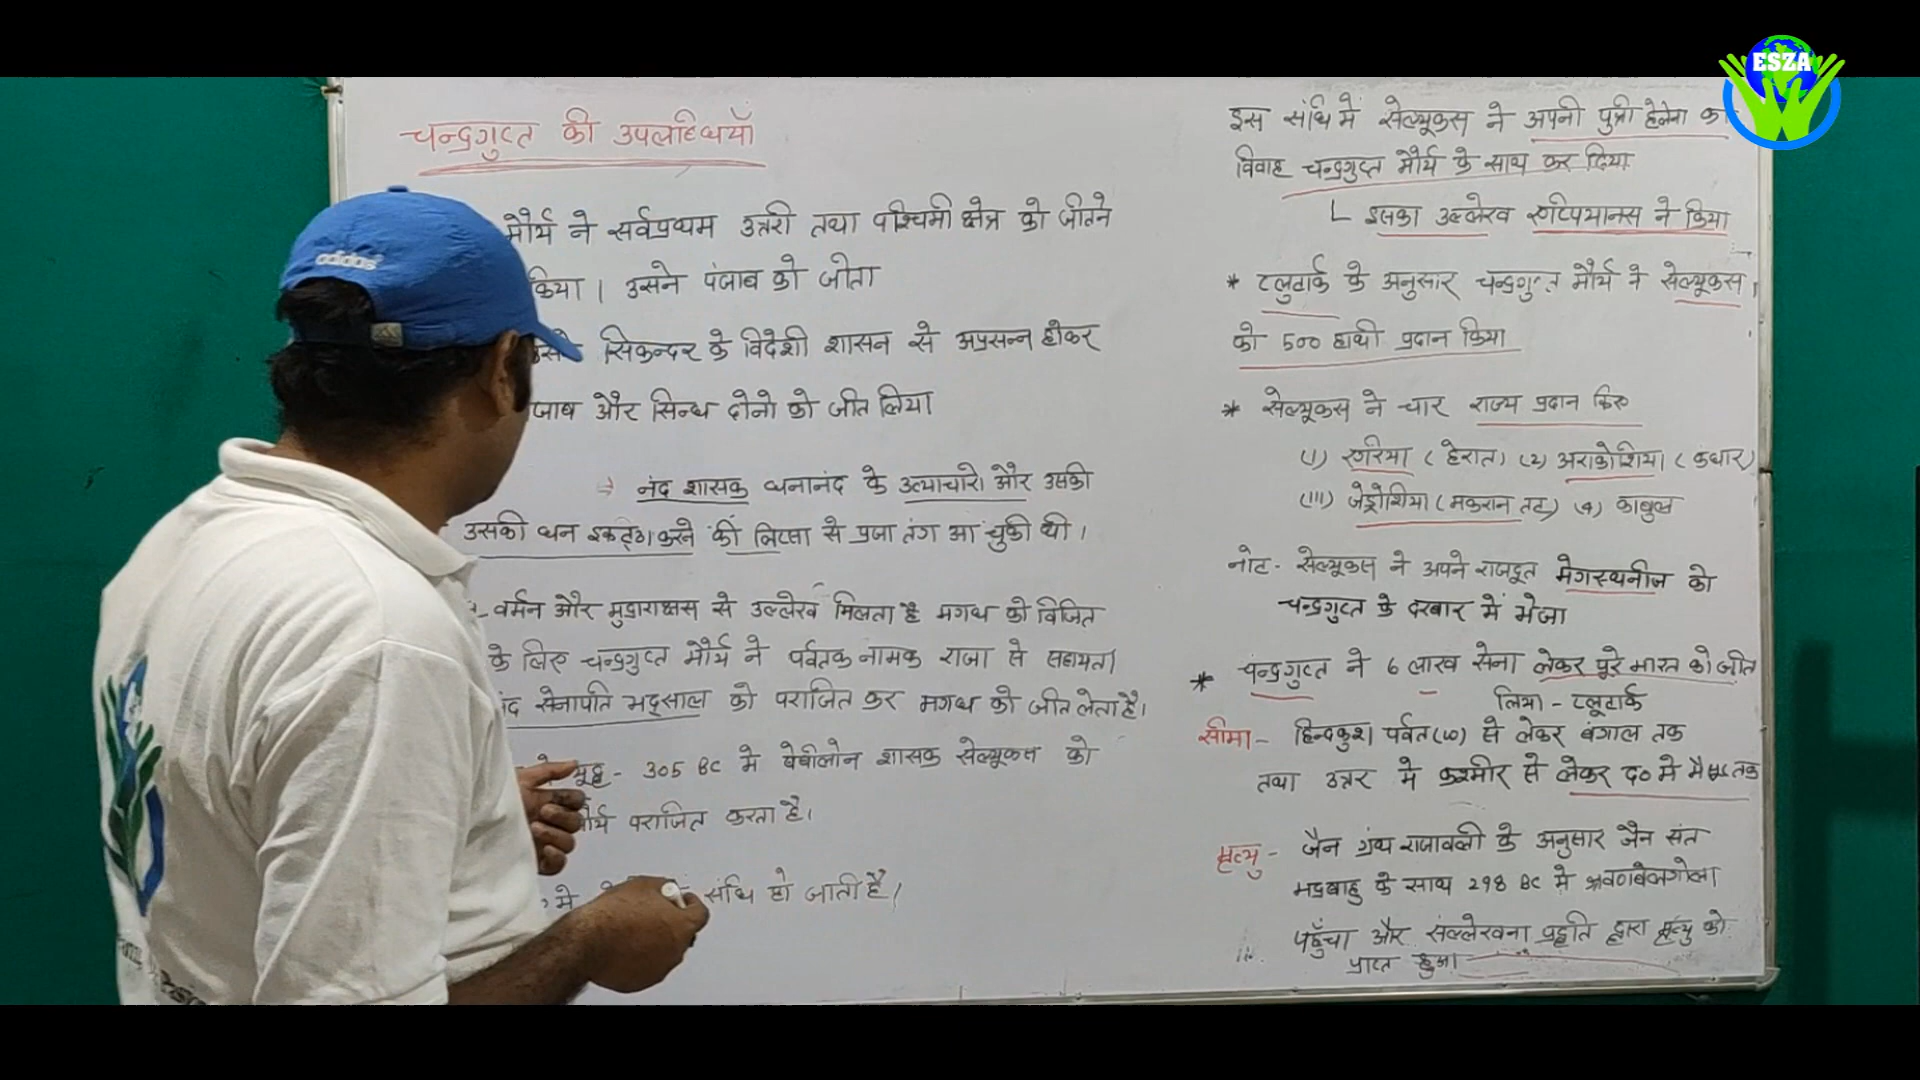 चन्द्रगुप्त की उपलब्धियाँ
मौर्य ने सर्वप्रथम उत्तरी तथा पश्चिमी क्षेत्र को जीतने
किया। उसने पंजाब को जीता
सिकन्दर के विदेशी शासन से अप्रसन्न होकर
और सिन्ध दोनो को जीत लिया
→ नंद शासक धनानंद के अत्याचारो और उसकी
उसकी धन इकट्ठा करने की लिप्सा से प्रजा तंग आ चुकी थी।
वर्मन और मुद्राराक्षस से उल्लेख मिलता है मगध को विजित
के लिए चन्द्रगुप्त मौर्य ने पर्वतक नामक राजा से सहायता
सेनापति भद्साल को पराजित कर मगध को जीत लेता है।
305 BC मे बेबीलोन शासक सेल्यूकस को
पराजित करता है।
मे संधि हो जाती है।
इस संधि में सेल्यूकस ने अपनी पुत्री हेलेना का
विवाह चन्द्रगुप्त मौर्य के साथ कर दिया
L इसका उल्लेख एप्पियानस ने किया
* प्लुटार्क के अनुसार चन्द्रगुप्त मौर्य ने सेल्यूकस
को 500 हाथी प्रदान किया
* सेल्यूकस ने चार राज्य प्रदान किए
(1) एरिया (हेरात) (2) अराकोशिया (कंधार)
(111) जेड्रोशिया (मकरान तट) (4) काबुल
नोट- सेल्यूकस ने अपने राजदूत मेगस्थनीज को
चन्द्रगुप्त के दरबार में भेजा
* चन्द्रगुप्त ने 6 लाख सेना लेकर पूरे भारत को जीत
लिया - प्लूटार्क
सीमा- हिन्दकुश पर्वत (W) से लेकर बंगाल तक
तथा उत्तर मे कश्मीर से लेकर द० मे मैसूर तक
मृत्यु- जैन ग्रंथ राजावली के अनुसार जैन संत
भद्रबाहु के साथ 298 BC मे श्रवणबेलगोला
पहुँचा और संल्लेखना पद्दति द्वारा मृत्यु को
प्राप्त हुआ
ESZA
adidas